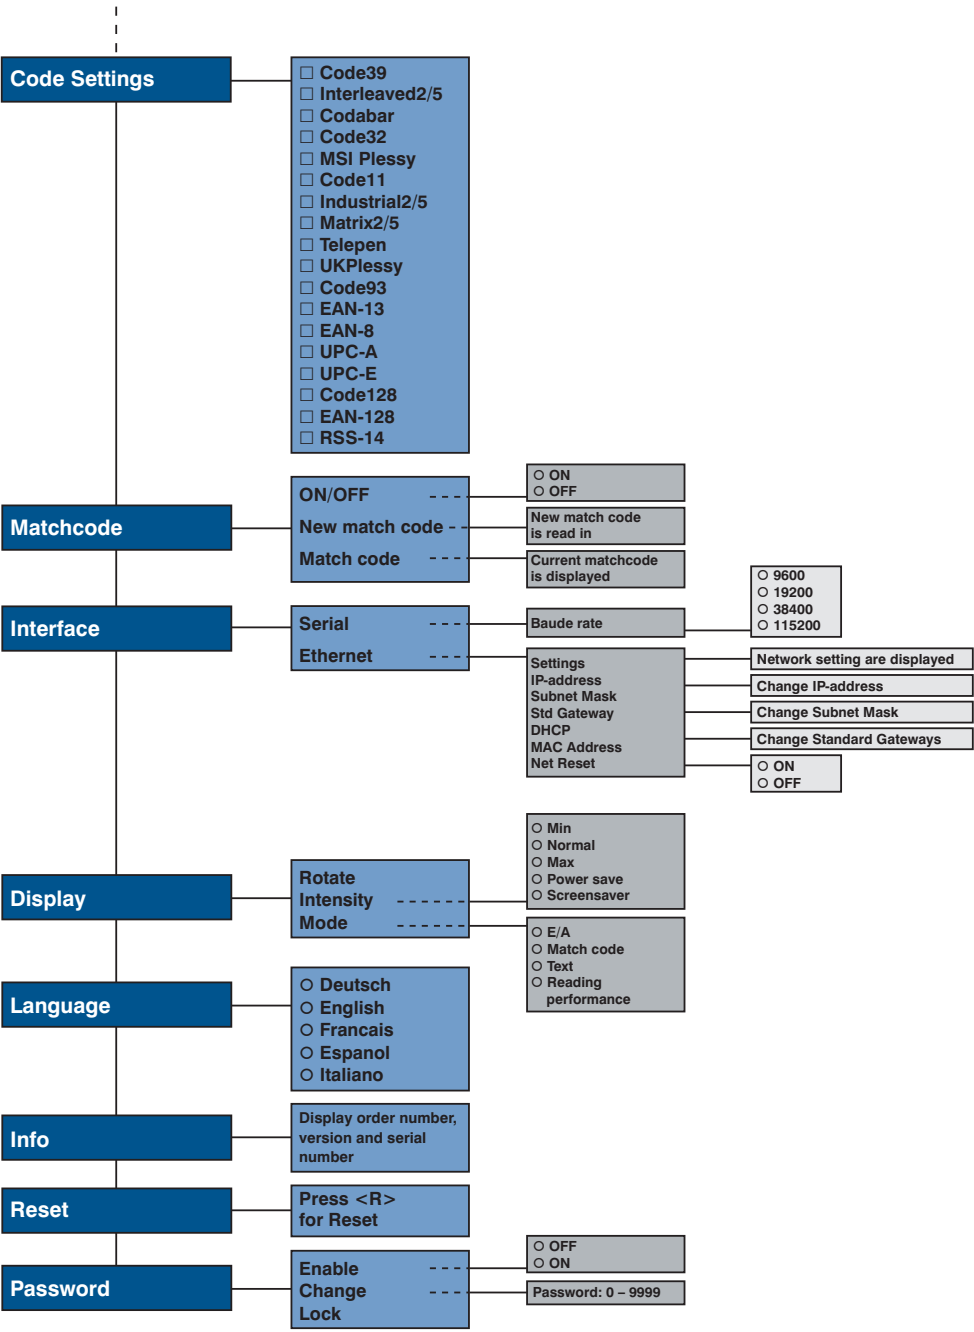 Code Settings
□ Code39
□ Interleaved2/5
□ Codabar
□ Code32
□ MSI Plessy
□ Code11
□ Industrial2/5
□ Matrix2/5
□ Telepen
□ UKPlessy
□ Code93
□ EAN-13
□ EAN-8
□ UPC-A
□ UPC-E
□ Code128
□ EAN-128
□ RSS-14
Matchcode
ON/OFF
○ ON
○ OFF
New match code
New match code
is read in
Match code
Current matchcode
is displayed
Interface
Serial
Baude rate
○ 9600
○ 19200
○ 38400
○ 115200
Ethernet
Settings
IP-address
Subnet Mask
Std Gateway
DHCP
MAC Address
Net Reset
Network setting are displayed
Change IP-address
Change Subnet Mask
Change Standard Gateways
○ ON
○ OFF
Display
Rotate
Intensity
Mode
○ Min
○ Normal
○ Max
○ Power save
○ Screensaver
○ E/A
○ Match code
○ Text
○ Reading
performance
Language
○ Deutsch
○ English
○ Francais
○ Espanol
○ Italiano
Info
Display order number,
version and serial
number
Reset
Press <R>
for Reset
Password
Enable
Change
Lock
○ OFF
○ ON
Password: 0 – 9999